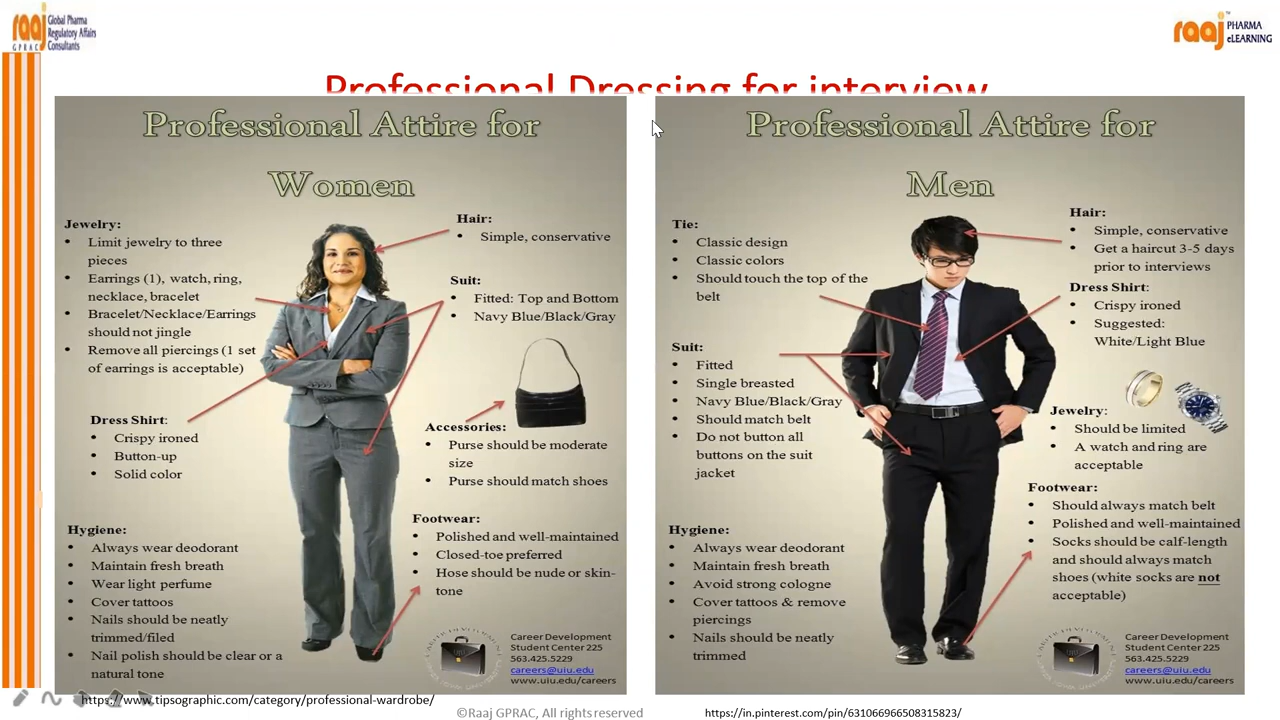 raaj
GPRAC
Global Pharma
Regulatory Affairs
Consultants
raaj
PHARMA
eLEARNING
Professional Dressing for interview
Professional Attire for
Women
Jewelry:
• Limit jewelry to three
pieces
• Earrings (1), watch, ring,
necklace, bracelet
• Bracelet/Necklace/Earrings
should not jingle
• Remove all piercings (1 set
of earrings is acceptable)
Dress Shirt:
• Crispy ironed
• Button-up
• Solid color
Hygiene:
• Always wear deodorant
• Maintain fresh breath
• Wear light perfume
• Cover tattoos
• Nails should be neatly
trimmed/filed
• Nail polish should be clear or a
natural tone
Hair:
• Simple, conservative
Suit:
• Fitted: Top and Bottom
• Navy Blue/Black/Gray
Accessories:
• Purse should be moderate
size
• Purse should match shoes
Footwear:
• Polished and well-maintained
• Closed-toe preferred
• Hose should be nude or skin-
tone
Career Development
Student Center 225
563.425.5229
careers@uiu.edu
www.uiu.edu/careers
Professional Attire for
Men
Tie:
• Classic design
• Classic colors
• Should touch the top of the
belt
Suit:
• Fitted
• Single breasted
• Navy Blue/Black/Gray
• Should match belt
• Do not button all
buttons on the suit
jacket
Hygiene:
• Always wear deodorant
• Maintain fresh breath
• Avoid strong cologne
• Cover tattoos & remove
piercings
• Nails should be neatly
trimmed
Hair:
• Simple, conservative
• Get a haircut 3-5 days
prior to interviews
Dress Shirt:
• Crispy ironed
• Suggested:
White/Light Blue
Jewelry:
• Should be limited
• A watch and ring are
acceptable
Footwear:
• Should always match belt
• Polished and well-maintained
• Socks should be calf-length
and should always match
shoes (white socks are not
acceptable)
Career Development
Student Center 225
563.425.5229
careers@uiu.edu
www.uiu.edu/careers
https://www.tipsographic.com/category/professional-wardrobe/
©Raaj GPRAC, All rights reserved
https://in.pinterest.com/pin/631066966508315823/